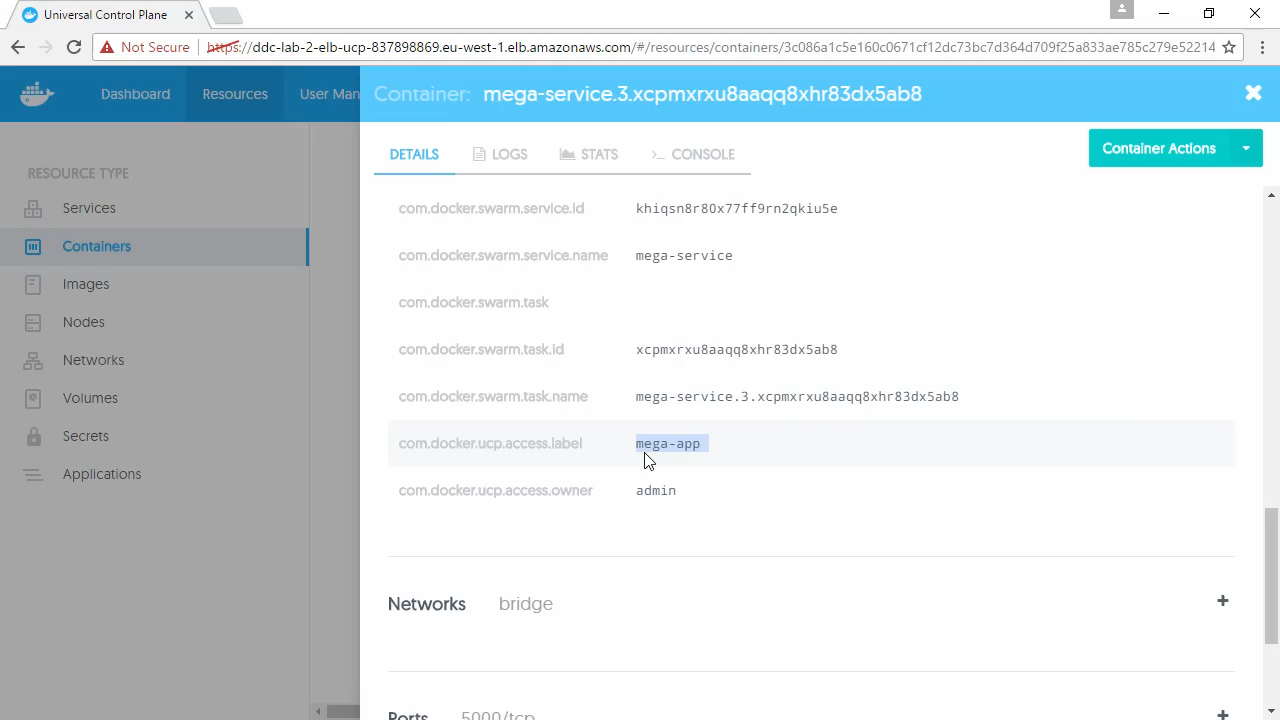 Universal Control Plane
Not Secure https://ddc-lab-2-elb-ucp-837898869.eu-west-1.elb.amazonaws.com/#/resources/containers/3c086a1c5e160c0671cf12dc73bc7d364d709f25a833ae785c279e52214
Dashboard Resources User Man
Container: mega-service.3.xcpmxrxu8aaqq8xhr83dx5ab8
DETAILS LOGS STATS CONSOLE
Container Actions
RESOURCE TYPE
Services
Containers
Images
Nodes
Networks
Volumes
Secrets
Applications
com.docker.swarm.service.id khiqsn8r80x77ff9rn2qkiu5e
com.docker.swarm.service.name mega-service
com.docker.swarm.task
com.docker.swarm.task.id xcpmxrxu8aaqq8xhr83dx5ab8
com.docker.swarm.task.name mega-service.3.xcpmxrxu8aaqq8xhr83dx5ab8
com.docker.ucp.access.label mega-app
com.docker.ucp.access.owner admin
Networks bridge
Ports 5000/tcp